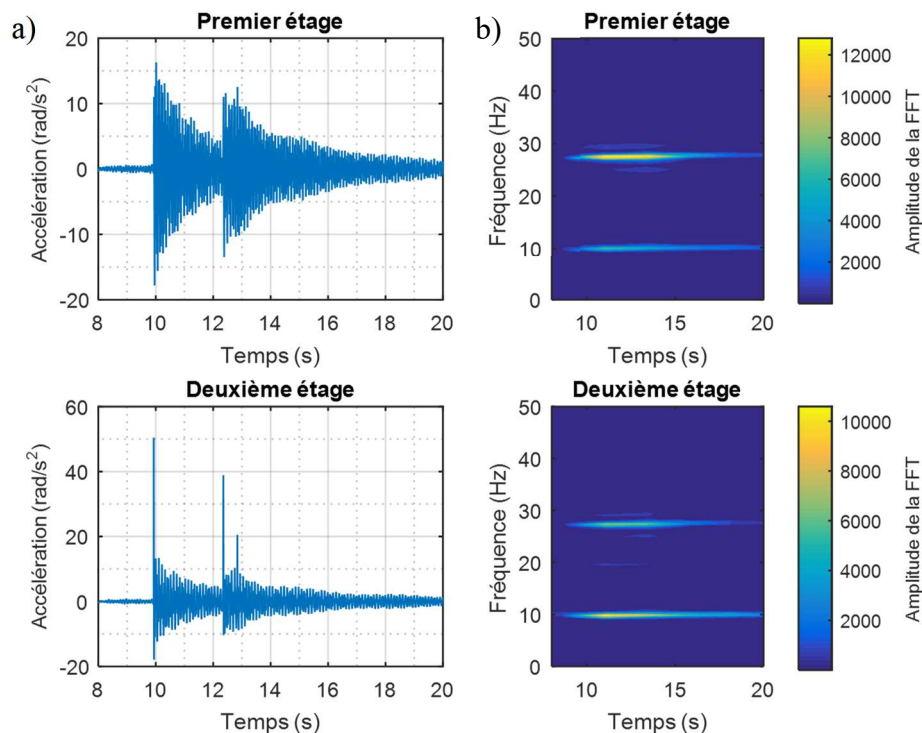 a)
Premier étage
Accélération (rad/s²)
20
10
0
-10
-20
8 10 12 14 16 18 20
Temps (s)
b)
Premier étage
Fréquence (Hz)
50
40
30
20
10
0
10 15 20
Temps (s)
12000
10000
8000
6000
4000
2000
Amplitude de la FFT
Deuxième étage
Accélération (rad/s²)
60
40
20
0
-20
8 10 12 14 16 18 20
Temps (s)
Deuxième étage
Fréquence (Hz)
50
40
30
20
10
0
10 15 20
Temps (s)
10000
8000
6000
4000
2000
Amplitude de la FFT